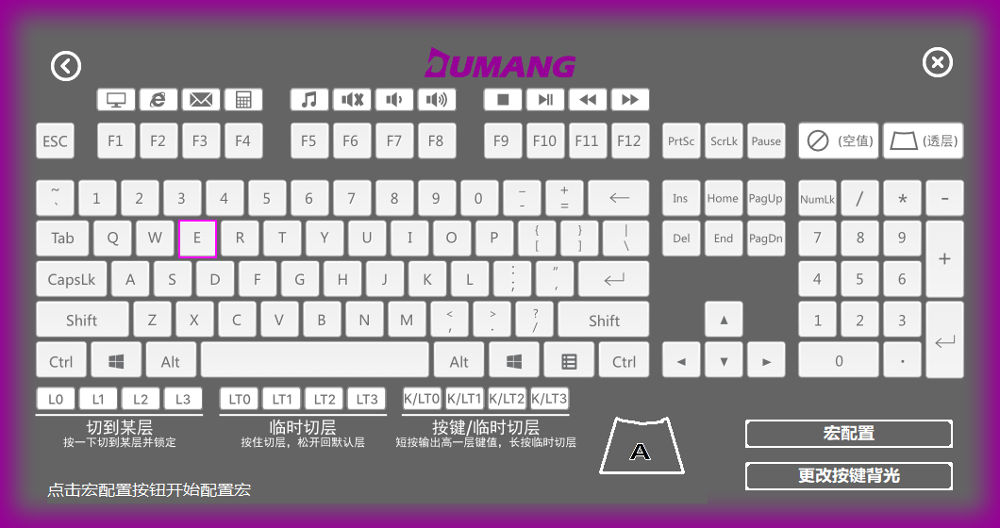 DUMANG
ESC F1 F2 F3 F4 F5 F6 F7 F8 F9 F10 F11 F12 PrtSc ScrLk Pause (空值) (透层)
~ 1 2 3 4 5 6 7 8 9 0 - + Ins Home PagUp NumLk / * -
` - =
Tab Q W E R T Y U I O P { } | Del End PagDn 7 8 9 +
[ ] \
CapsLk A S D F G H J K L : " 4 5 6
; ,
Shift Z X C V B N M < > ? Shift 1 2 3
, . /
Ctrl Alt Alt Ctrl 0 .
L0 L1 L2 L3 LT0 LT1 LT2 LT3 K/LT0 K/LT1 K/LT2 K/LT3
切到某层 临时切层 按键/临时切层
按一下切到某层并锁定 按住切层，松开回默认层 短按输出高一层键值，长按临时切层
A
宏配置
更改按键背光
点击宏配置按钮开始配置宏